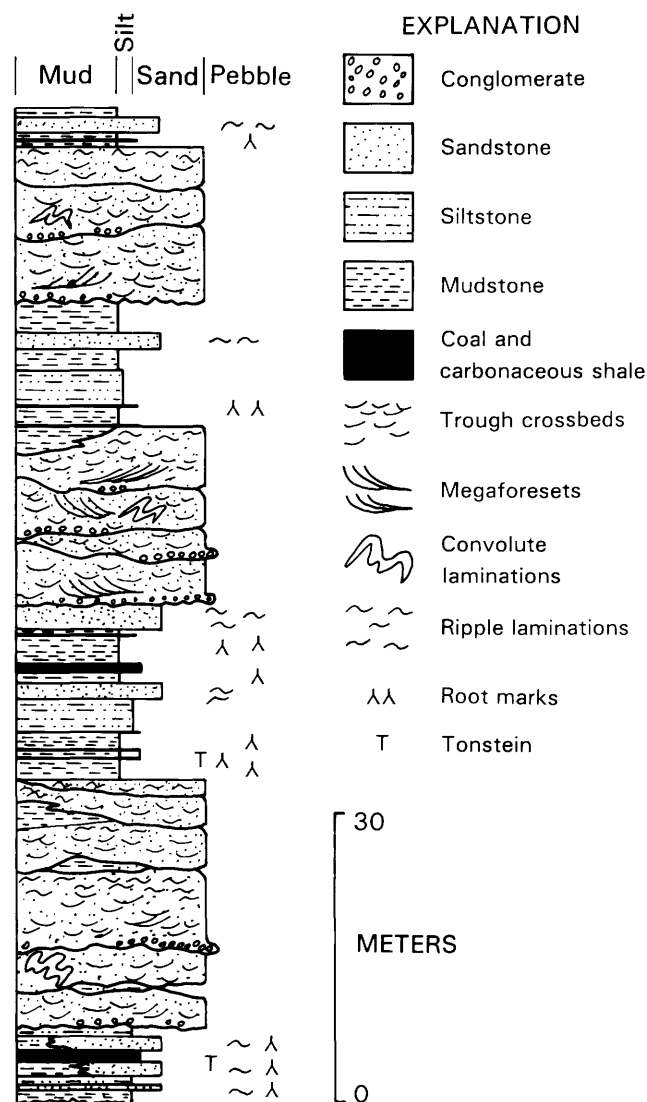 Silt
Mud
Sand
Pebble
T
T
EXPLANATION
Conglomerate
Sandstone
Siltstone
Mudstone
Coal and
carbonaceous shale
Trough crossbeds
Megaforesets
Convolute
laminations
Ripple laminations
Root marks
T Tonstein
30
METERS
0